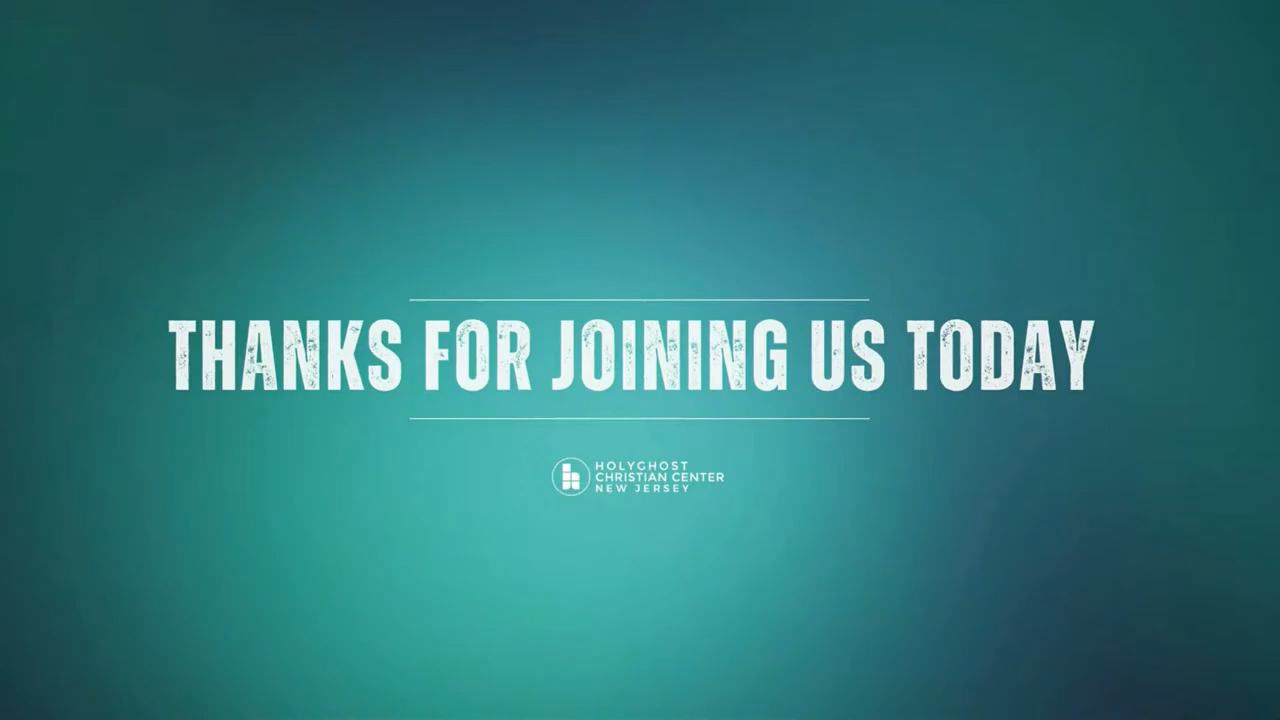 THANKS FOR JOINING US TODAY
HOLYGHOST
CHRISTIAN CENTER
NEW JERSEY